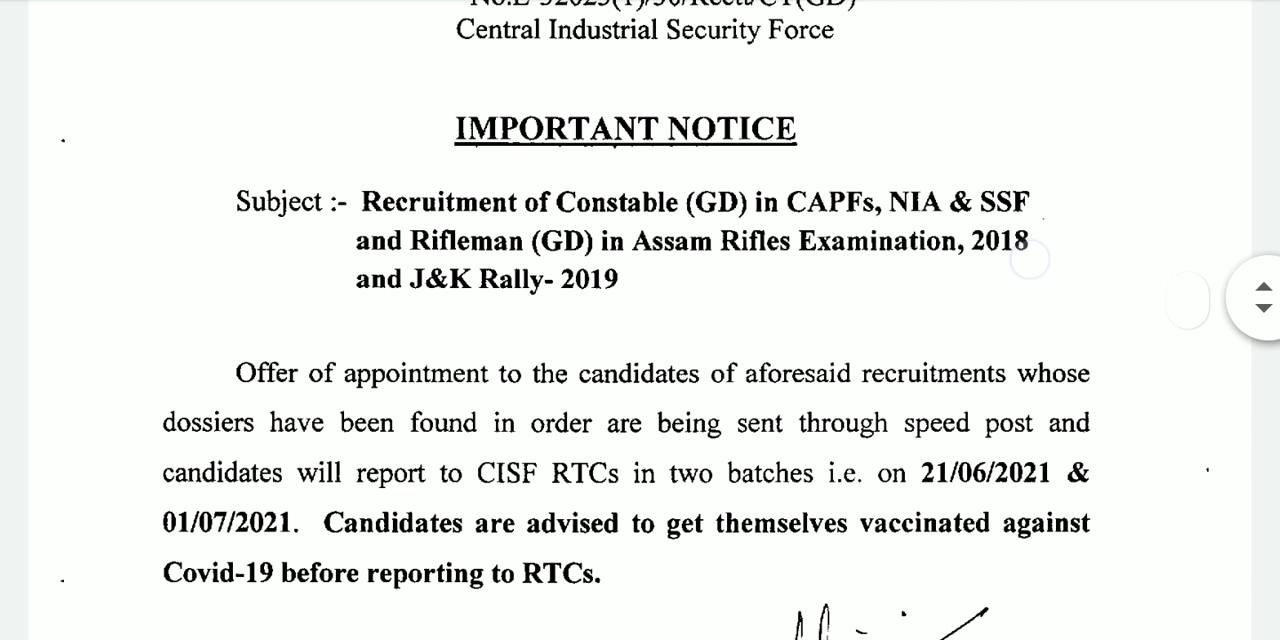 Central Industrial Security Force
IMPORTANT NOTICE
Subject :- Recruitment of Constable (GD) in CAPFs, NIA & SSF
and Rifleman (GD) in Assam Rifles Examination, 2018
and J&K Rally- 2019
Offer of appointment to the candidates of aforesaid recruitments whose
dossiers have been found in order are being sent through speed post and
candidates will report to CISF RTCs in two batches i.e. on 21/06/2021 &
01/07/2021. Candidates are advised to get themselves vaccinated against
Covid-19 before reporting to RTCs.